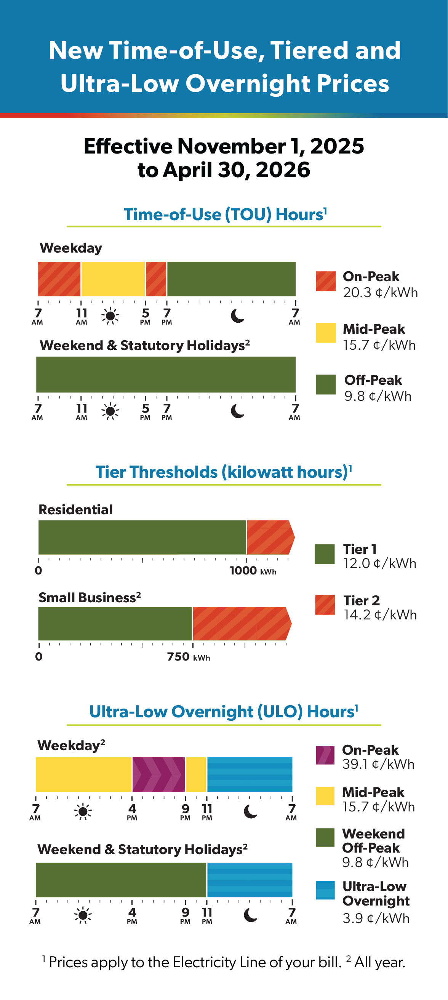 New Time-of-Use, Tiered and
Ultra-Low Overnight Prices
Effective November 1, 2025
to April 30, 2026
Time-of-Use (TOU) Hours¹
Weekday
7 AM 11 AM 5 PM 7 PM 7 AM
Weekend & Statutory Holidays²
7 AM 11 AM 5 PM 7 PM 7 AM
On-Peak
20.3 ¢/kWh
Mid-Peak
15.7 ¢/kWh
Off-Peak
9.8 ¢/kWh
Tier Thresholds (kilowatt hours)¹
Residential
0 1000 kWh
Small Business²
0 750 kWh
Tier 1
12.0 ¢/kWh
Tier 2
14.2 ¢/kWh
Ultra-Low Overnight (ULO) Hours¹
Weekday²
7 AM 4 PM 9 PM 11 PM 7 AM
Weekend & Statutory Holidays²
7 AM 4 PM 9 PM 11 PM 7 AM
On-Peak
39.1 ¢/kWh
Mid-Peak
15.7 ¢/kWh
Weekend
Off-Peak
9.8 ¢/kWh
Ultra-Low
Overnight
3.9 ¢/kWh
¹ Prices apply to the Electricity Line of your bill. ² All year.